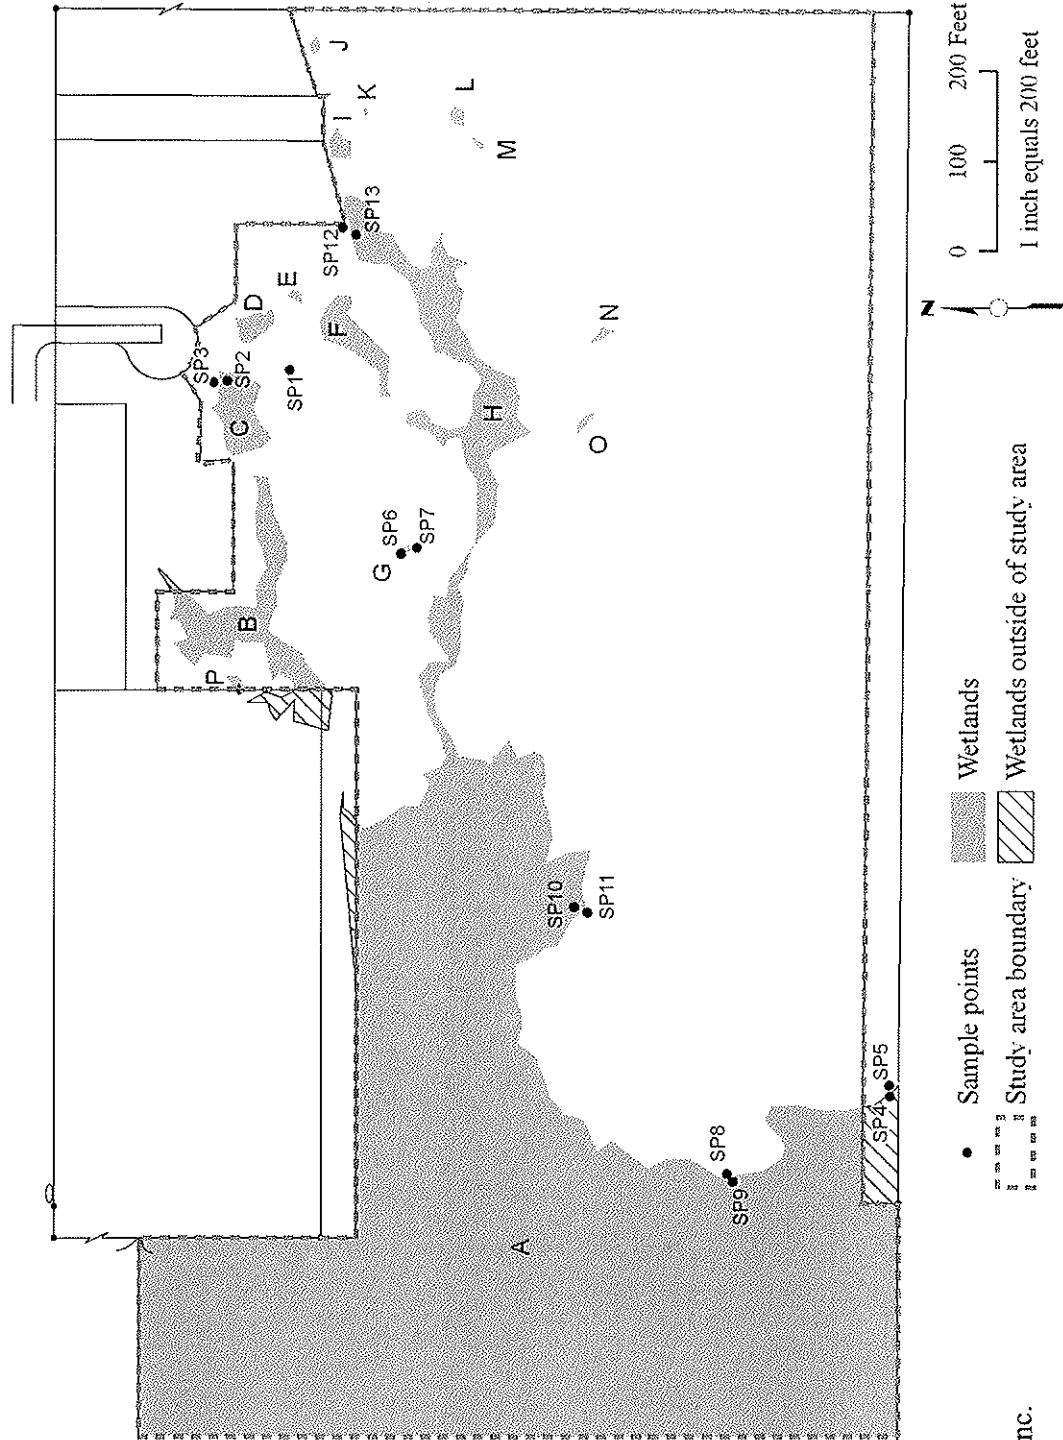 J
K
I
L
M
SP12
SP13
E
D
F
SP3
SP2
SP1
C
H
N
O
SP6
SP7
G
B
P
SP10
SP11
A
SP8
SP9
SP4
SP5
0 100 200 Feet
1 inch equals 200 feet
N
Sample points
Wetlands
Study area boundary
Wetlands outside of study area
nc.